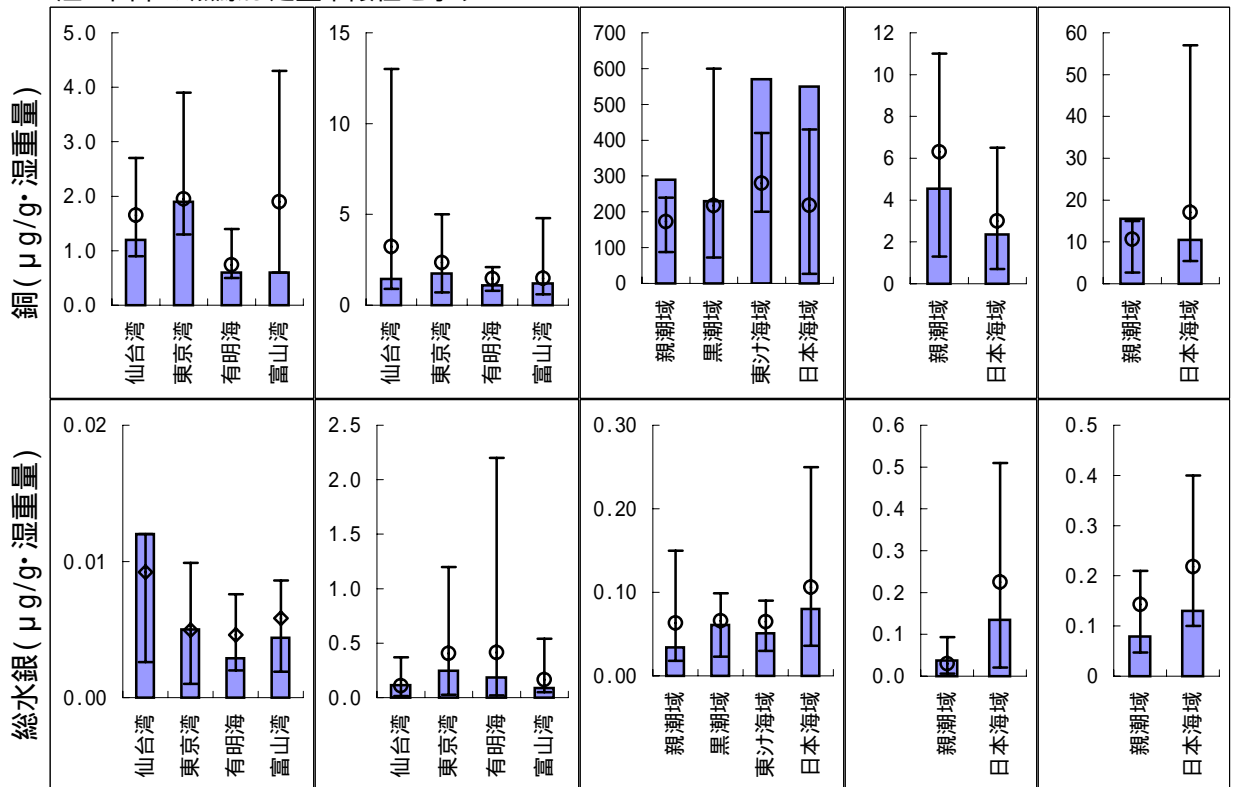 銅( μg/g・湿重量)
5.0
4.0
3.0
2.0
1.0
0.0
仙台湾
東京湾
有明海
富山湾
15
10
5
0
仙台湾
東京湾
有明海
富山湾
700
600
500
400
300
200
100
0
親潮域
黒潮域
東シナ海域
日本海域
12
10
8
6
4
2
0
親潮域
日本海域
60
50
40
30
20
10
0
親潮域
日本海域
総水銀( μg/g・湿重量)
0.02
0.01
0.00
仙台湾
東京湾
有明海
富山湾
2.5
2.0
1.5
1.0
0.5
0.0
仙台湾
東京湾
有明海
富山湾
0.30
0.20
0.10
0.00
親潮域
黒潮域
東シナ海域
日本海域
0.6
0.5
0.4
0.3
0.2
0.1
0.0
親潮域
日本海域
0.5
0.4
0.3
0.2
0.1
0
親潮域
日本海域